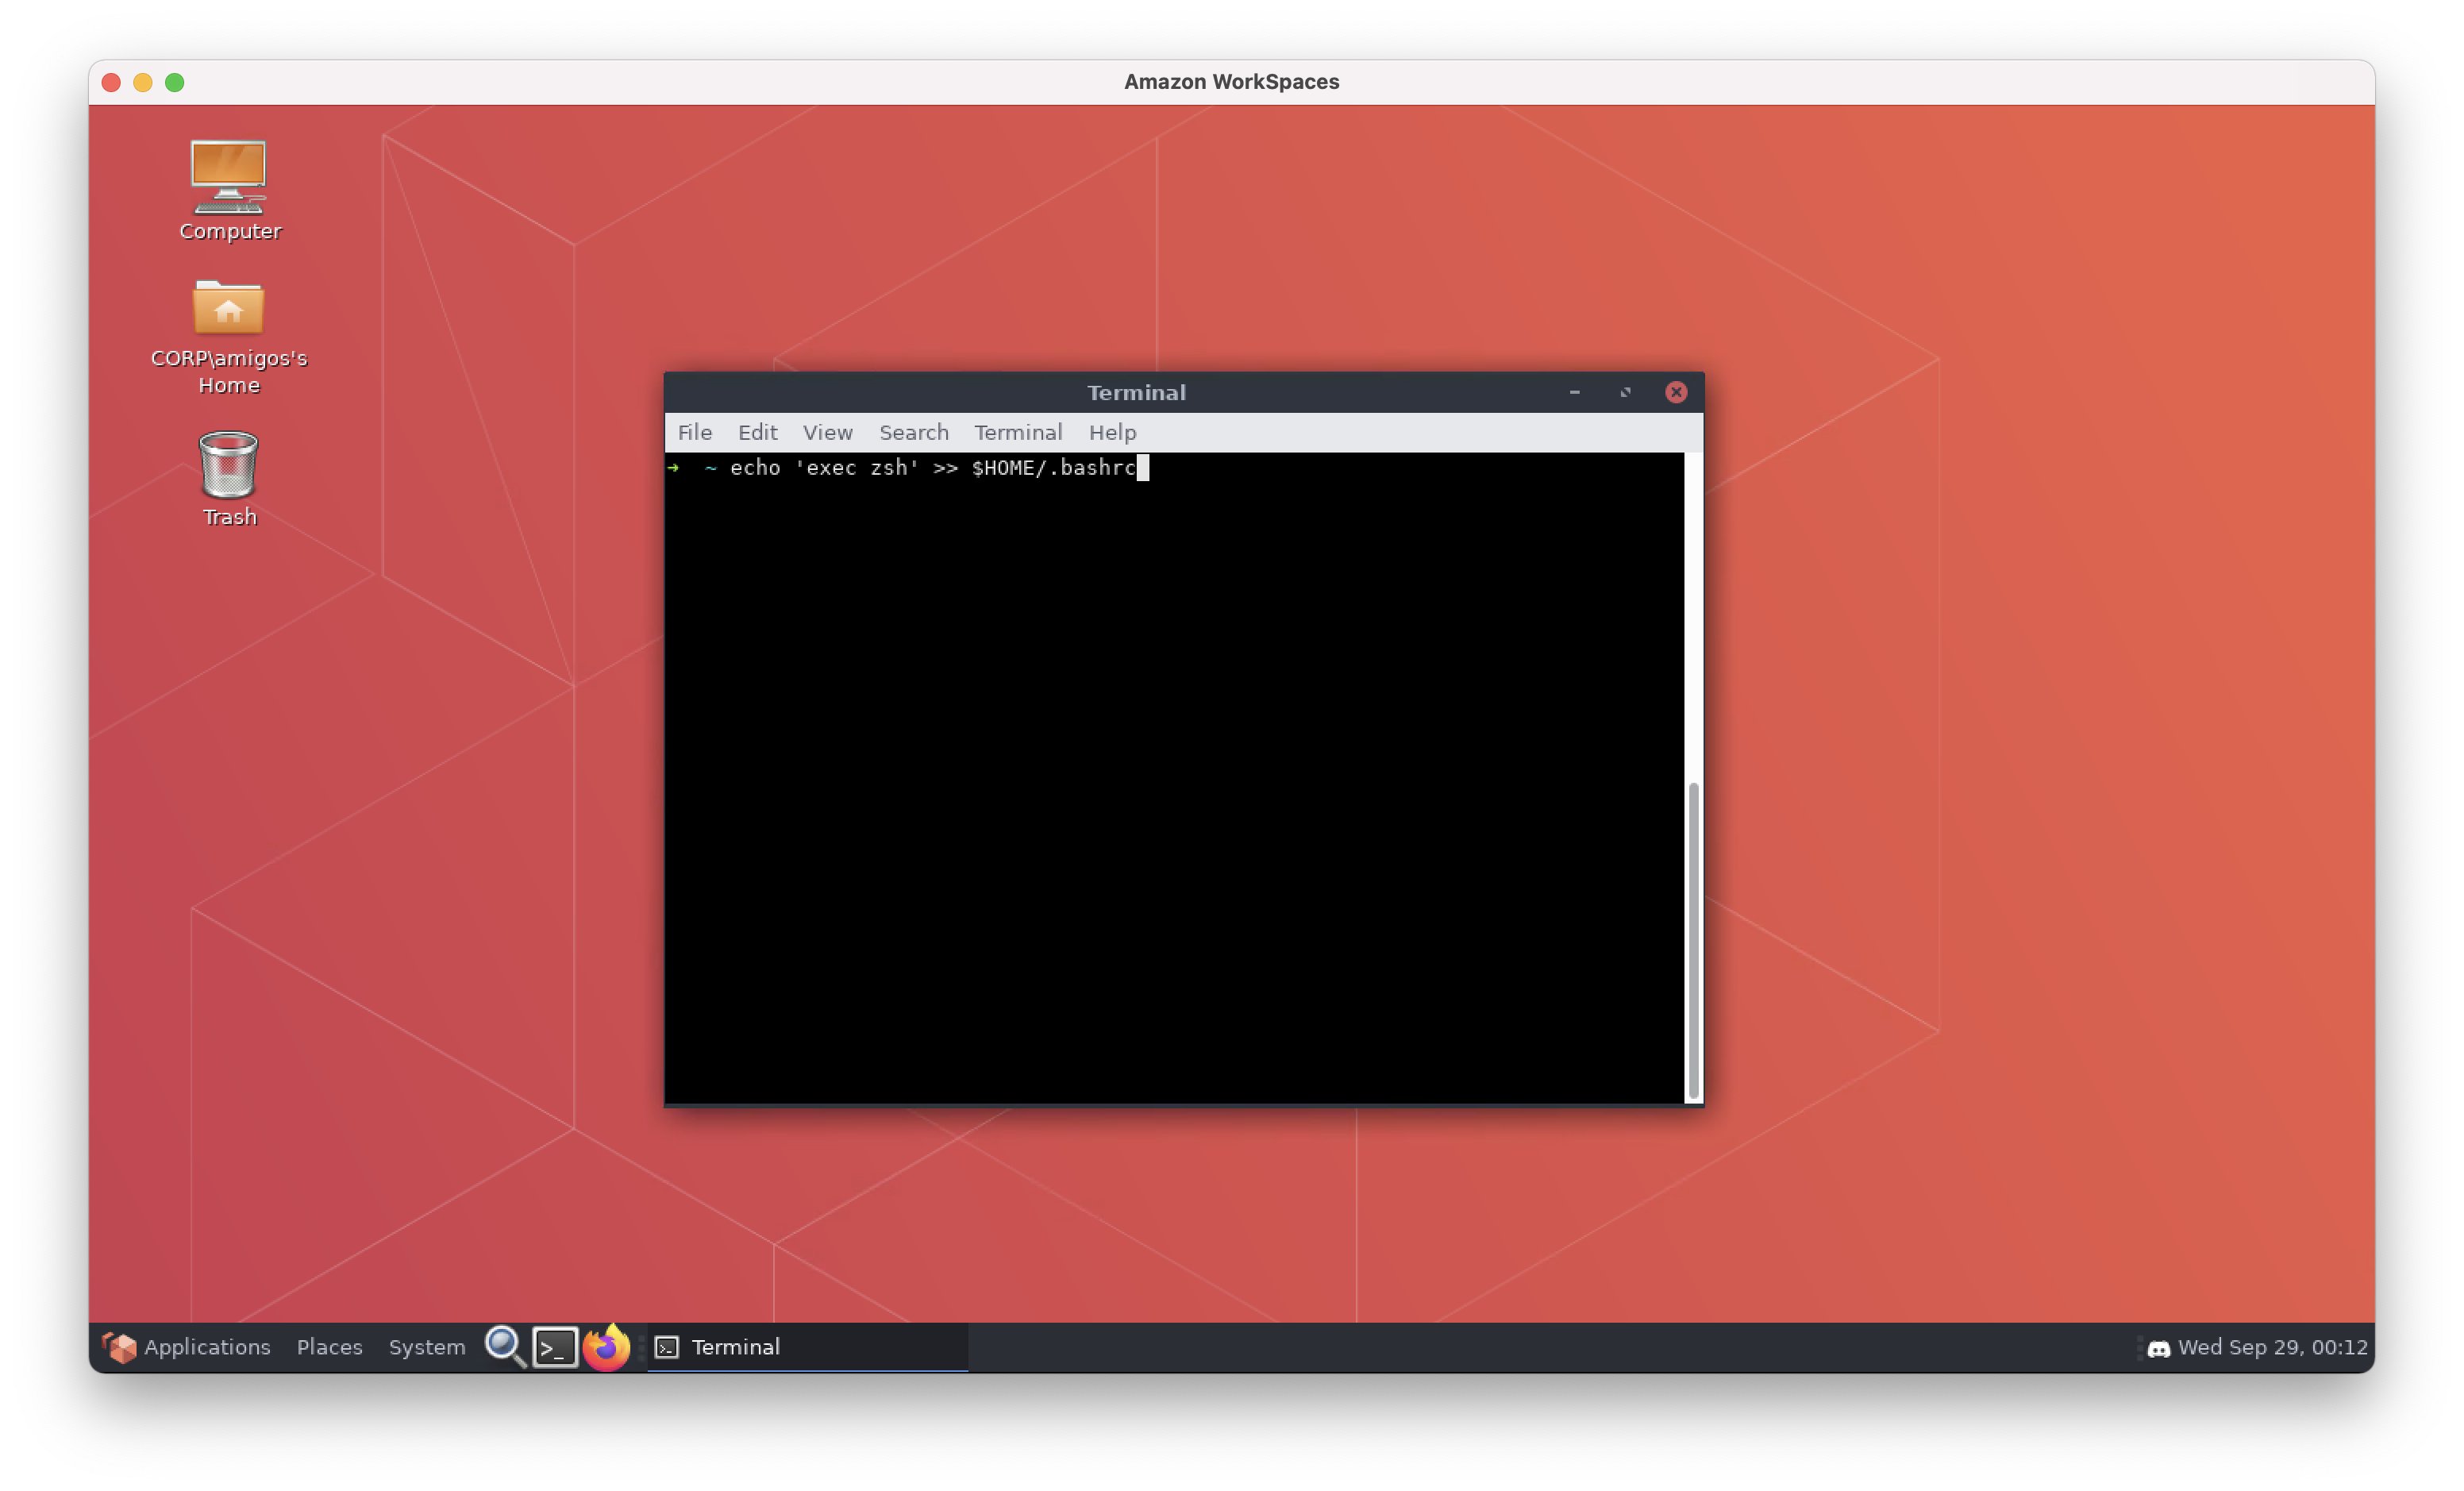 Amazon WorkSpaces
Computer
CORP\amigos's
Home
Trash
Terminal
File Edit View Search Terminal Help
➜ ~ echo 'exec zsh' >> $HOME/.bashrc
Applications Places System >_ Terminal Wed Sep 29, 00:12